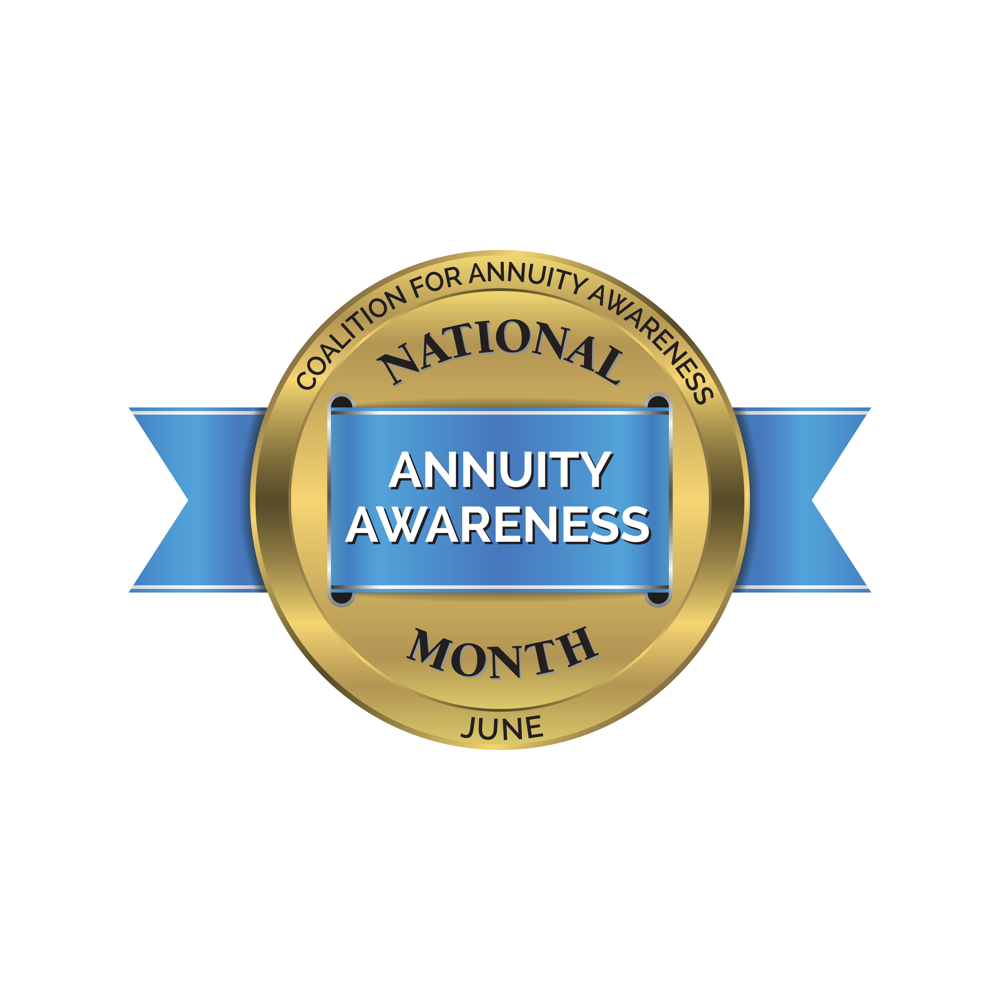 COALITION FOR ANNUITY AWARENESS
NATIONAL
ANNUITY
AWARENESS
MONTH
JUNE